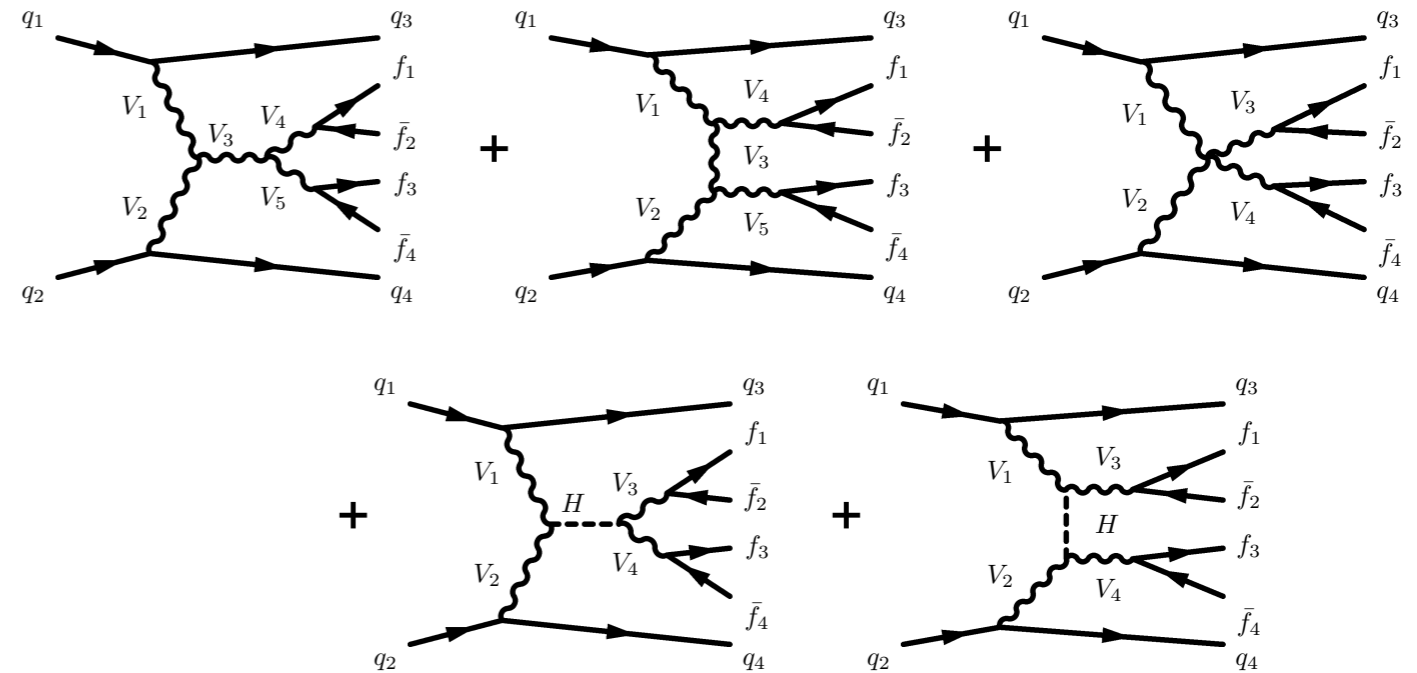 q₁ q₃ q₁ q₃ q₁ q₃
f₁ f₁ f₁
V₁ V₄ V₁ V₄ V₁ V₃
V₃ f̄₂ + f̄₂ + f̄₂
V₃
f₃ f₃ f₃
V₂ V₅ V₂ V₅ V₂ V₄
f̄₄ f̄₄ f̄₄
q₂ q₄ q₂ q₄ q₂ q₄
q₁ q₃ q₁ q₃
f₁ f₁
V₁ V₃ V₁ V₃
+ H f̄₂ + f̄₂
H
f₃ f₃
V₂ V₄ V₂ V₄
f̄₄ f̄₄
q₂ q₄ q₂ q₄